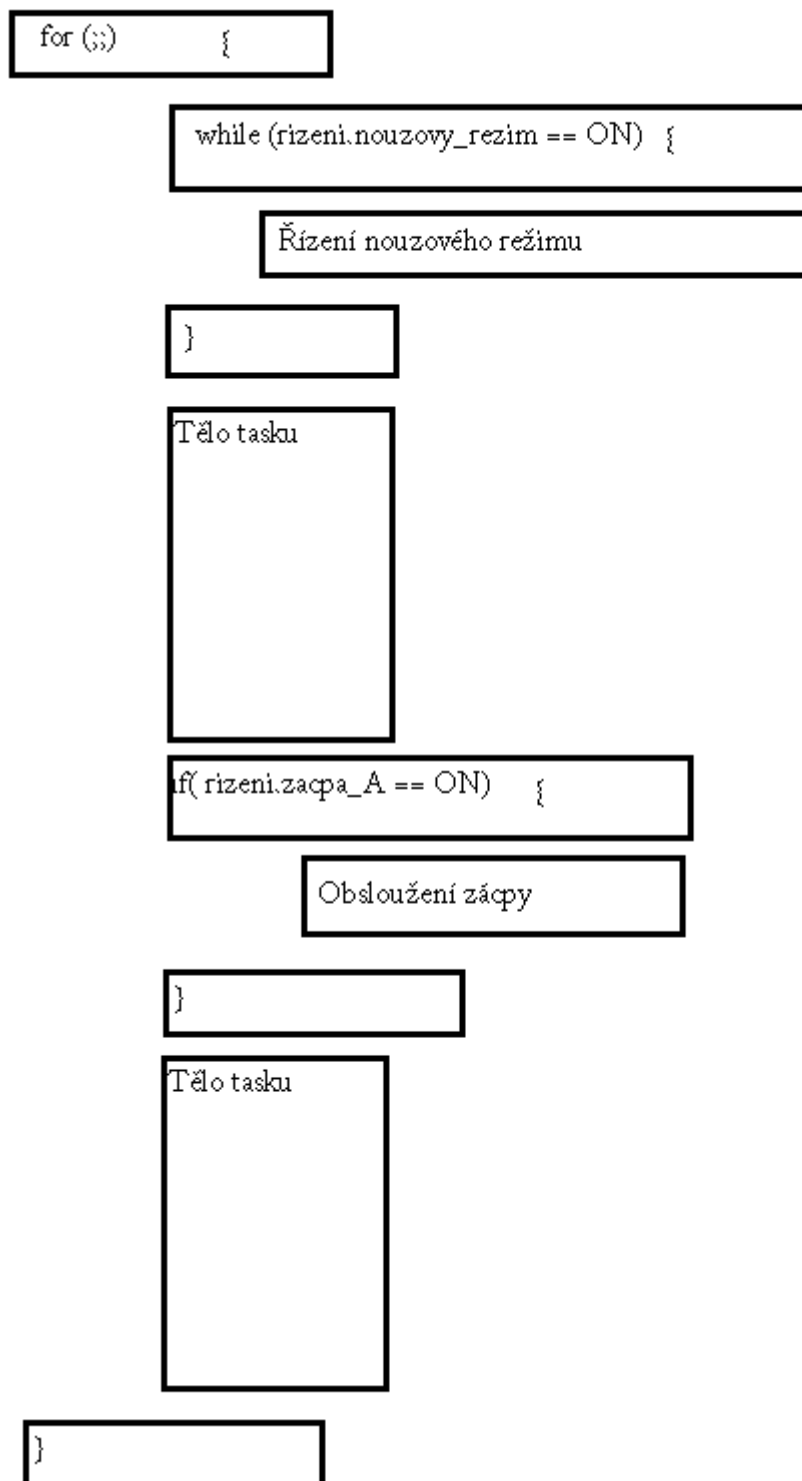 for (;;) {
while (rizeni.nouzovy_rezim == ON) {
Řízení nouzového režimu
}
Tělo tasku
if( rizeni.zacpa_A == ON) {
Obsloužení zácpy
}
Tělo tasku
}